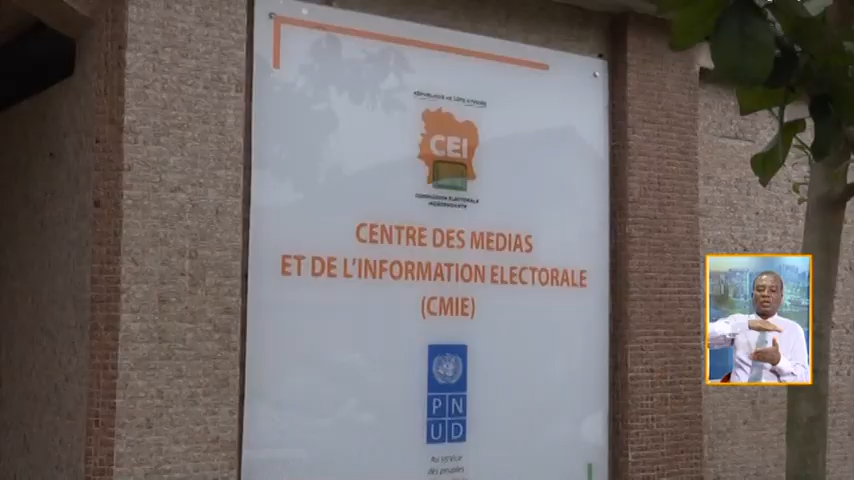 RÉPUBLIQUE DE CÔTE D'IVOIRE
CEI
COMMISSION ELECTORALE
INDEPENDANTE
CENTRE DES MEDIAS
ET DE L'INFORMATION ELECTORALE
(CMIE)
PN
UD
Au service
des peuples